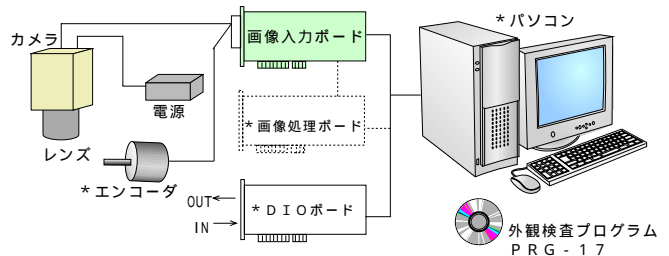 カメラ
画像入力ボード
*パソコン
電源
*画像処理ボード
レンズ
*エンコーダ
OUT
*DIOボード
IN
外観検査プログラム
PRG-17